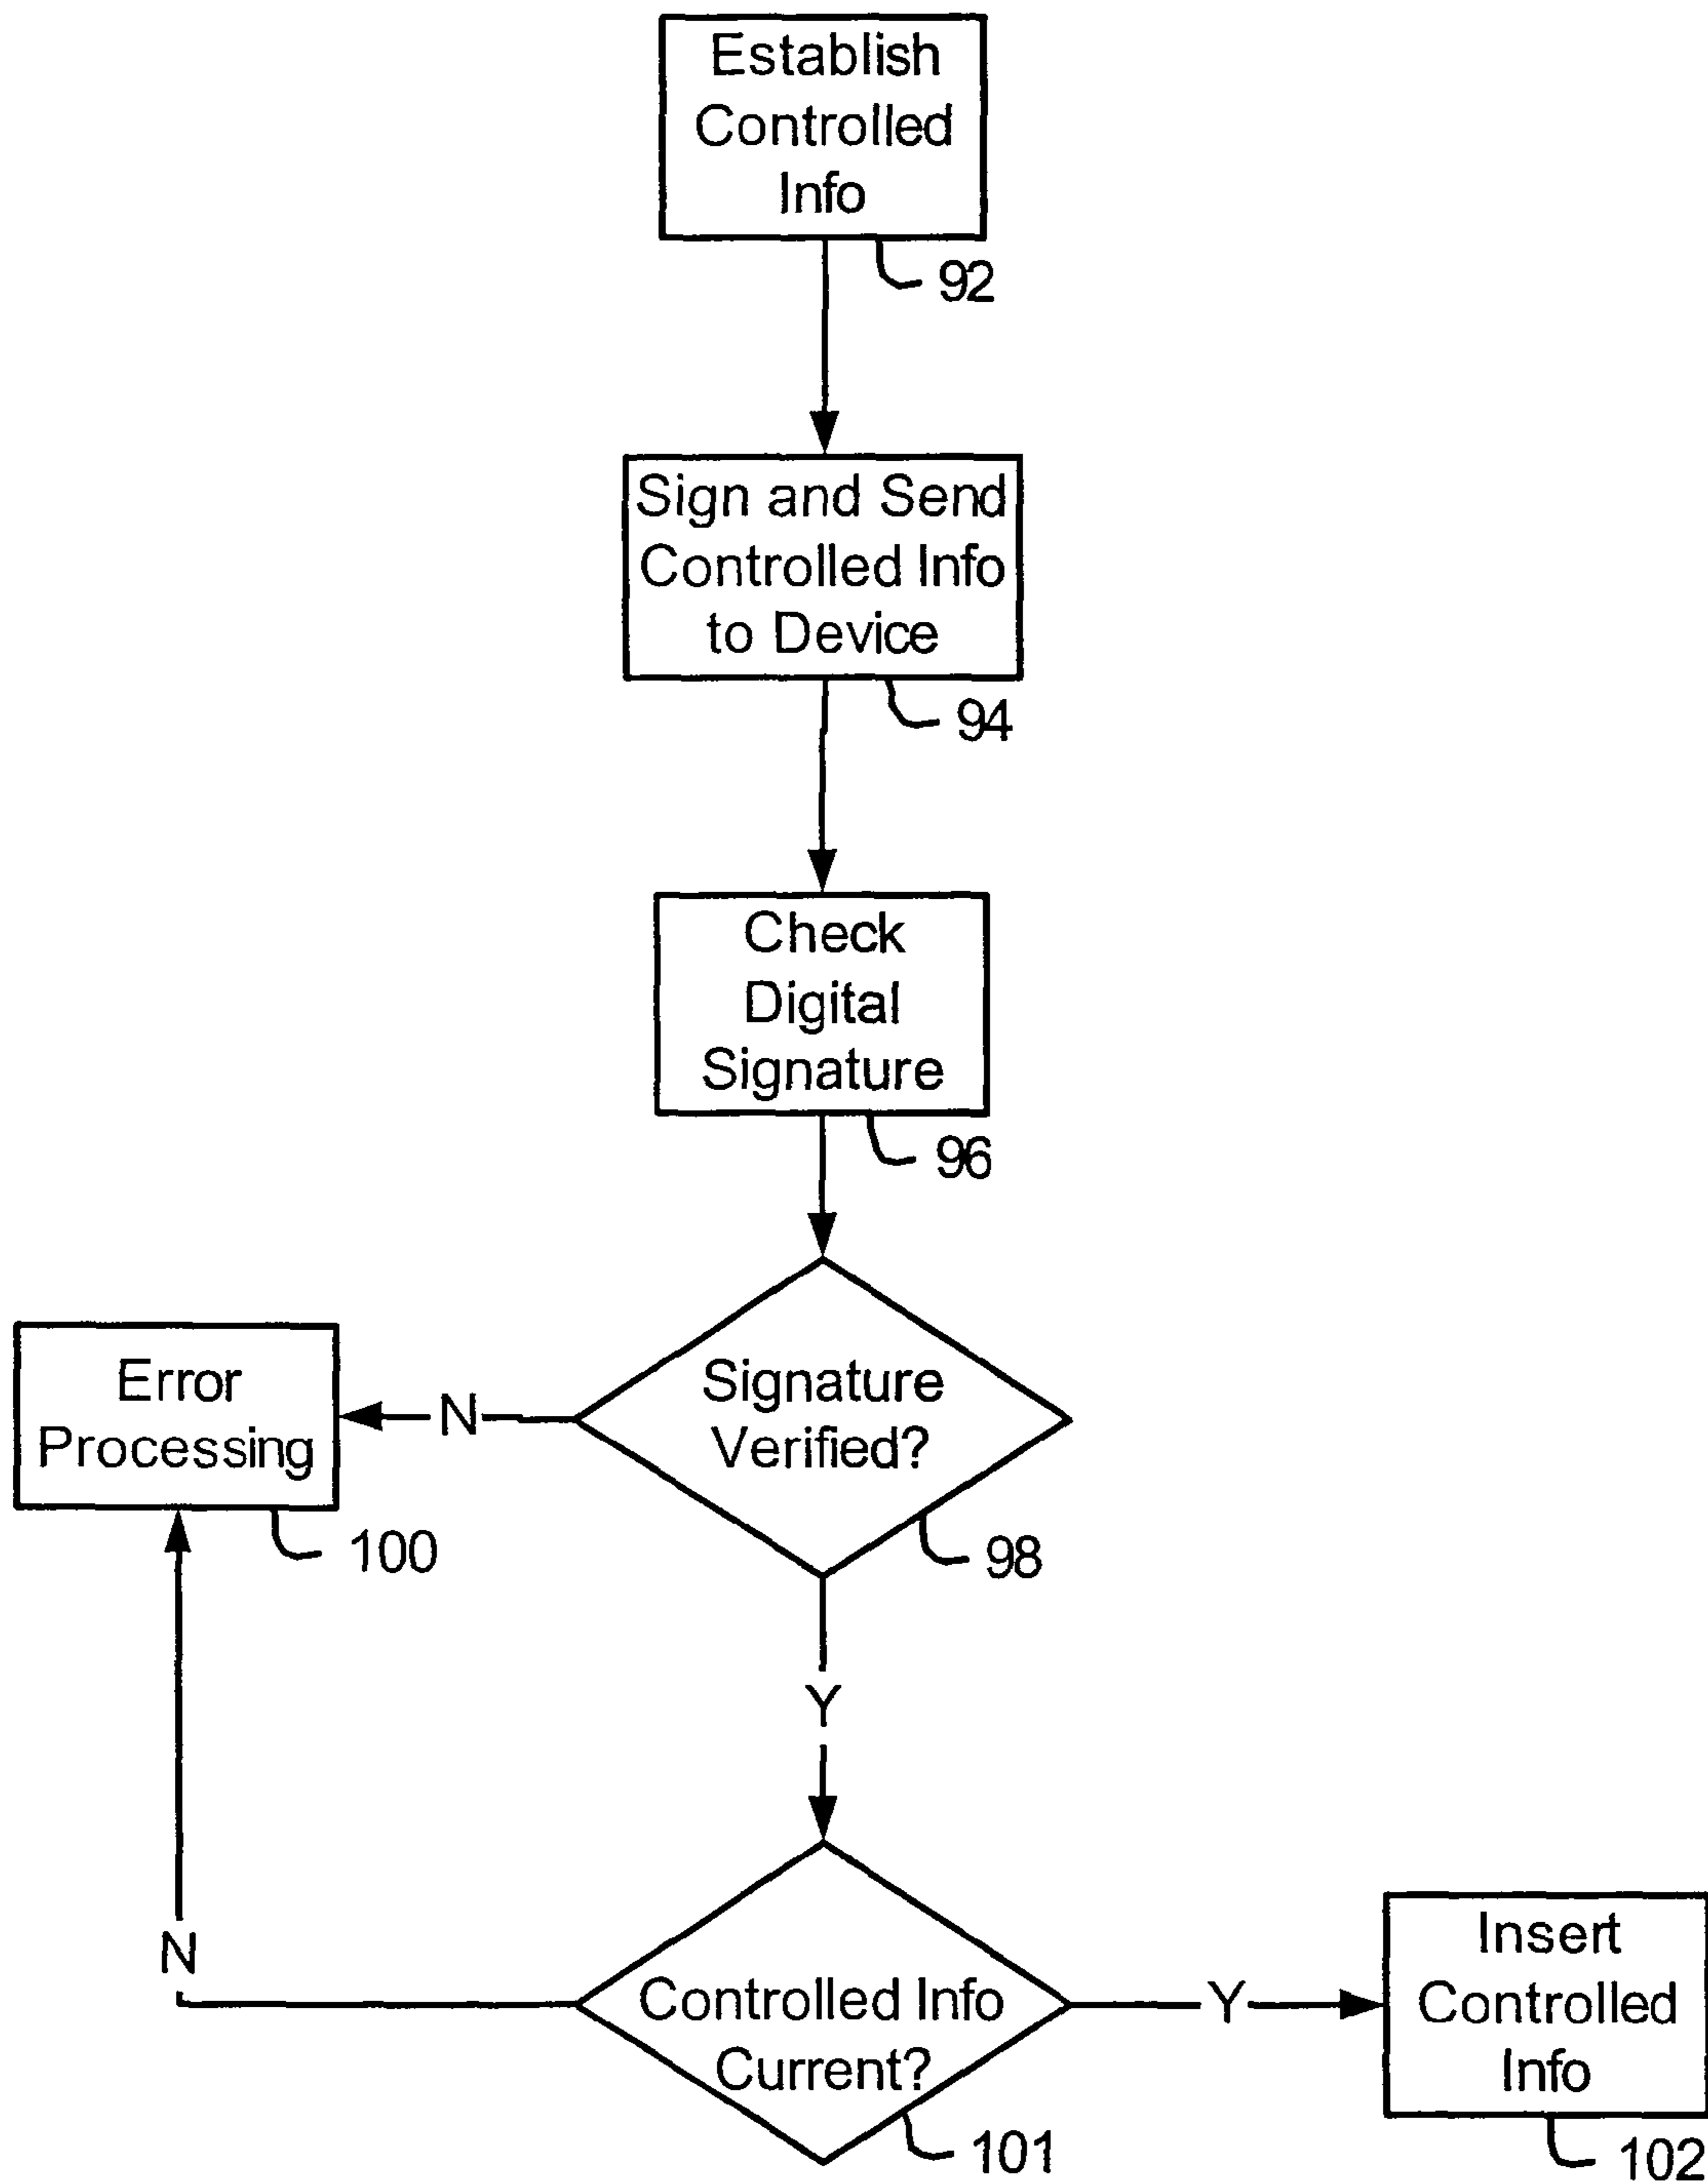 Establish
Controlled
Info
92
Sign and Send
Controlled Info
to Device
94
Check
Digital
Signature
96
Signature
Verified?
98
N
Error
Processing
100
Y
Controlled Info
Current?
101
N
Y
Insert
Controlled
Info
102